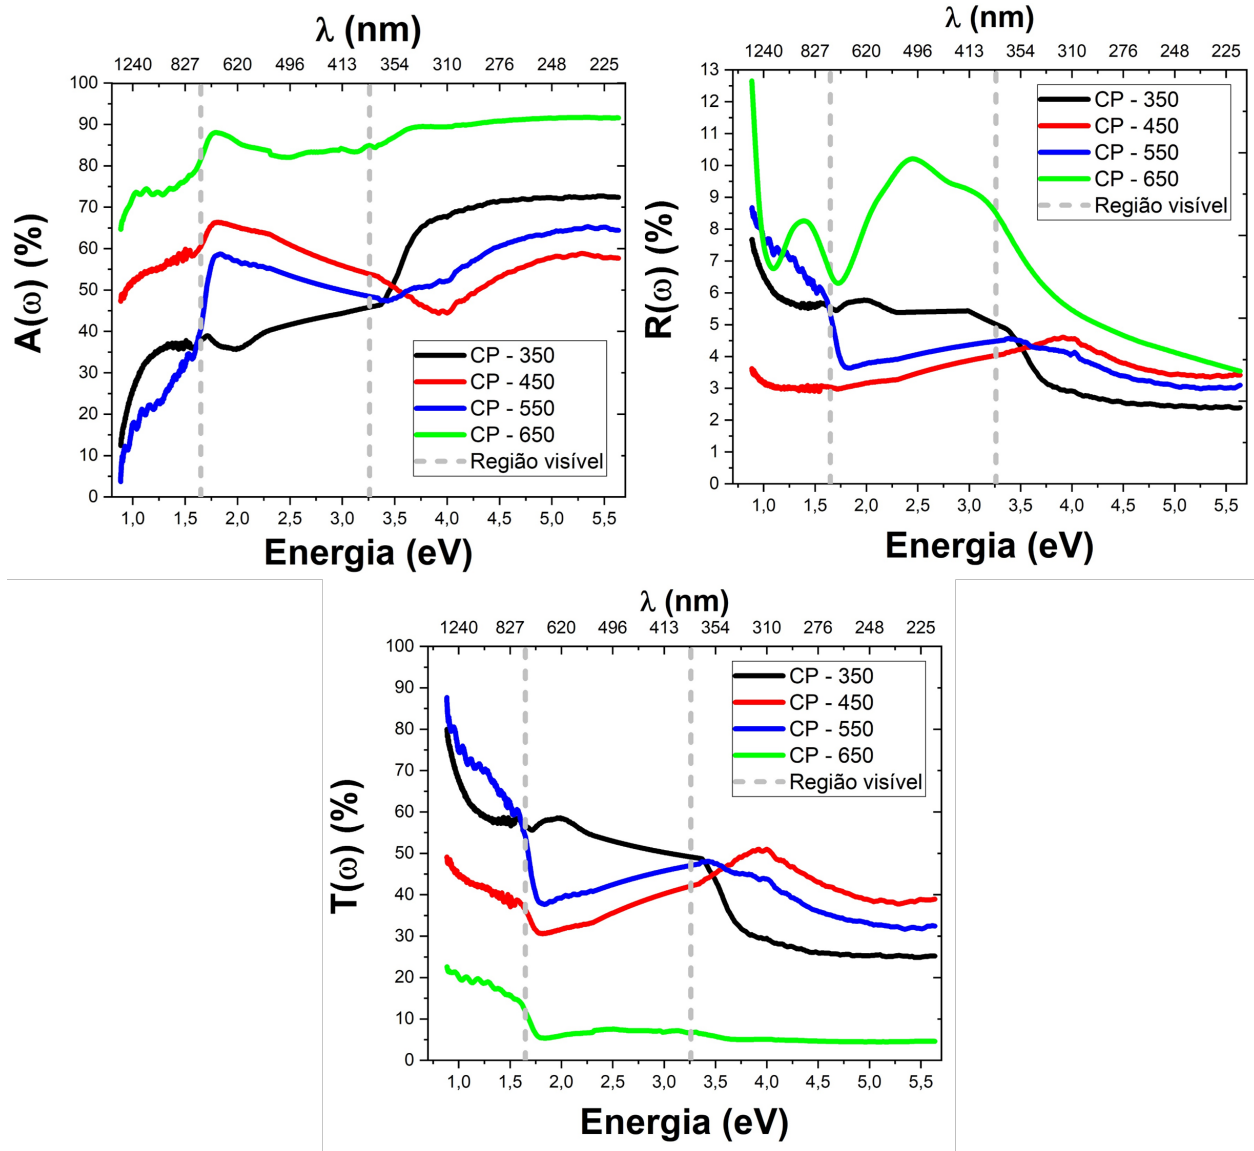 λ (nm)
1240 827 620 496 413 354 310 276 248 225
100
90
80
70
60
50
40
30
20
10
0
A(ω) (%)
CP - 350
CP - 450
CP - 550
CP - 650
Região visível
1,0 1,5 2,0 2,5 3,0 3,5 4,0 4,5 5,0 5,5
Energia (eV)
λ (nm)
1240 827 620 496 413 354 310 276 248 225
13
12
11
10
9
8
7
6
5
4
3
2
1
0
R(ω) (%)
CP - 350
CP - 450
CP - 550
CP - 650
Região visível
1,0 1,5 2,0 2,5 3,0 3,5 4,0 4,5 5,0 5,5
Energia (eV)
λ (nm)
1240 827 620 496 413 354 310 276 248 225
100
90
80
70
60
50
40
30
20
10
0
T(ω) (%)
CP - 350
CP - 450
CP - 550
CP - 650
Região visível
1,0 1,5 2,0 2,5 3,0 3,5 4,0 4,5 5,0 5,5
Energia (eV)